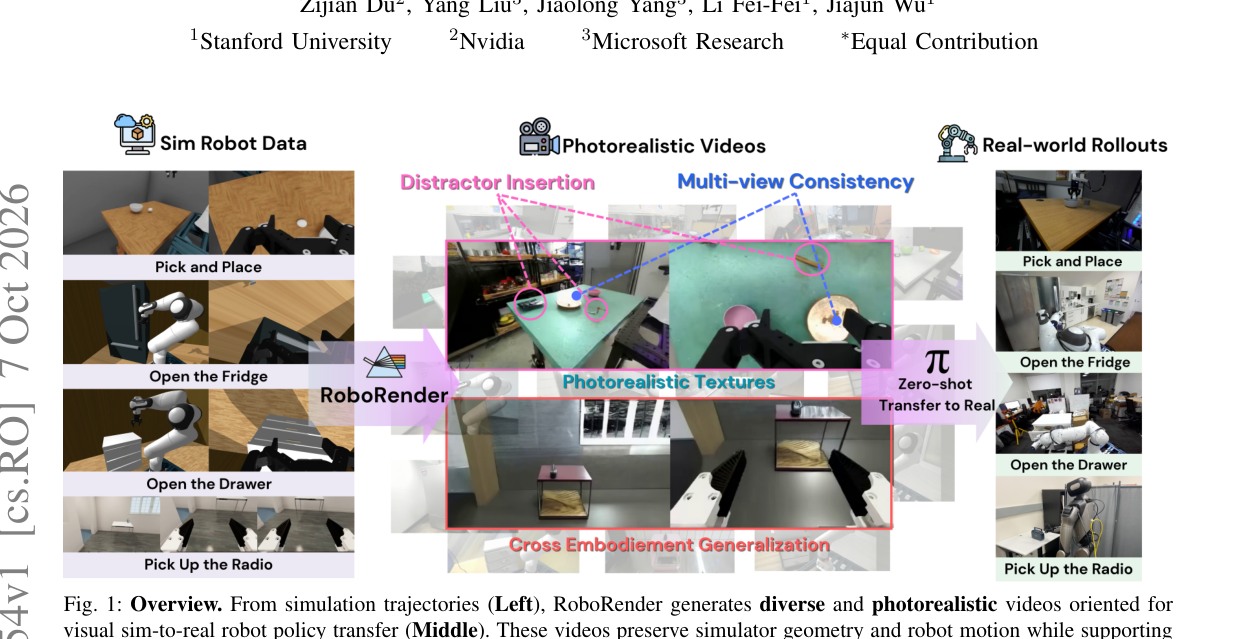 Zijian Du², Yang Liu³, Jiaolong Yang³, Li Fei-Fei¹, Jiajun Wu¹
¹Stanford University ²Nvidia ³Microsoft Research *Equal Contribution
Sim Robot Data
Photorealistic Videos
Real-world Rollouts
Distractor Insertion
Multi-view Consistency
Pick and Place
Open the Fridge
Open the Drawer
Pick Up the Radio
RoboRender
Photorealistic Textures
Cross Embodiement Generalization
π
Zero-shot
Transfer to Real
Pick and Place
Open the Fridge
Open the Drawer
Pick Up the Radio
54v1 [cs.RO] 7 Oct 2026
Fig. 1: Overview. From simulation trajectories (Left), RoboRender generates diverse and photorealistic videos oriented for
visual sim-to-real robot policy transfer (Middle). These videos preserve simulator geometry and robot motion while supporting